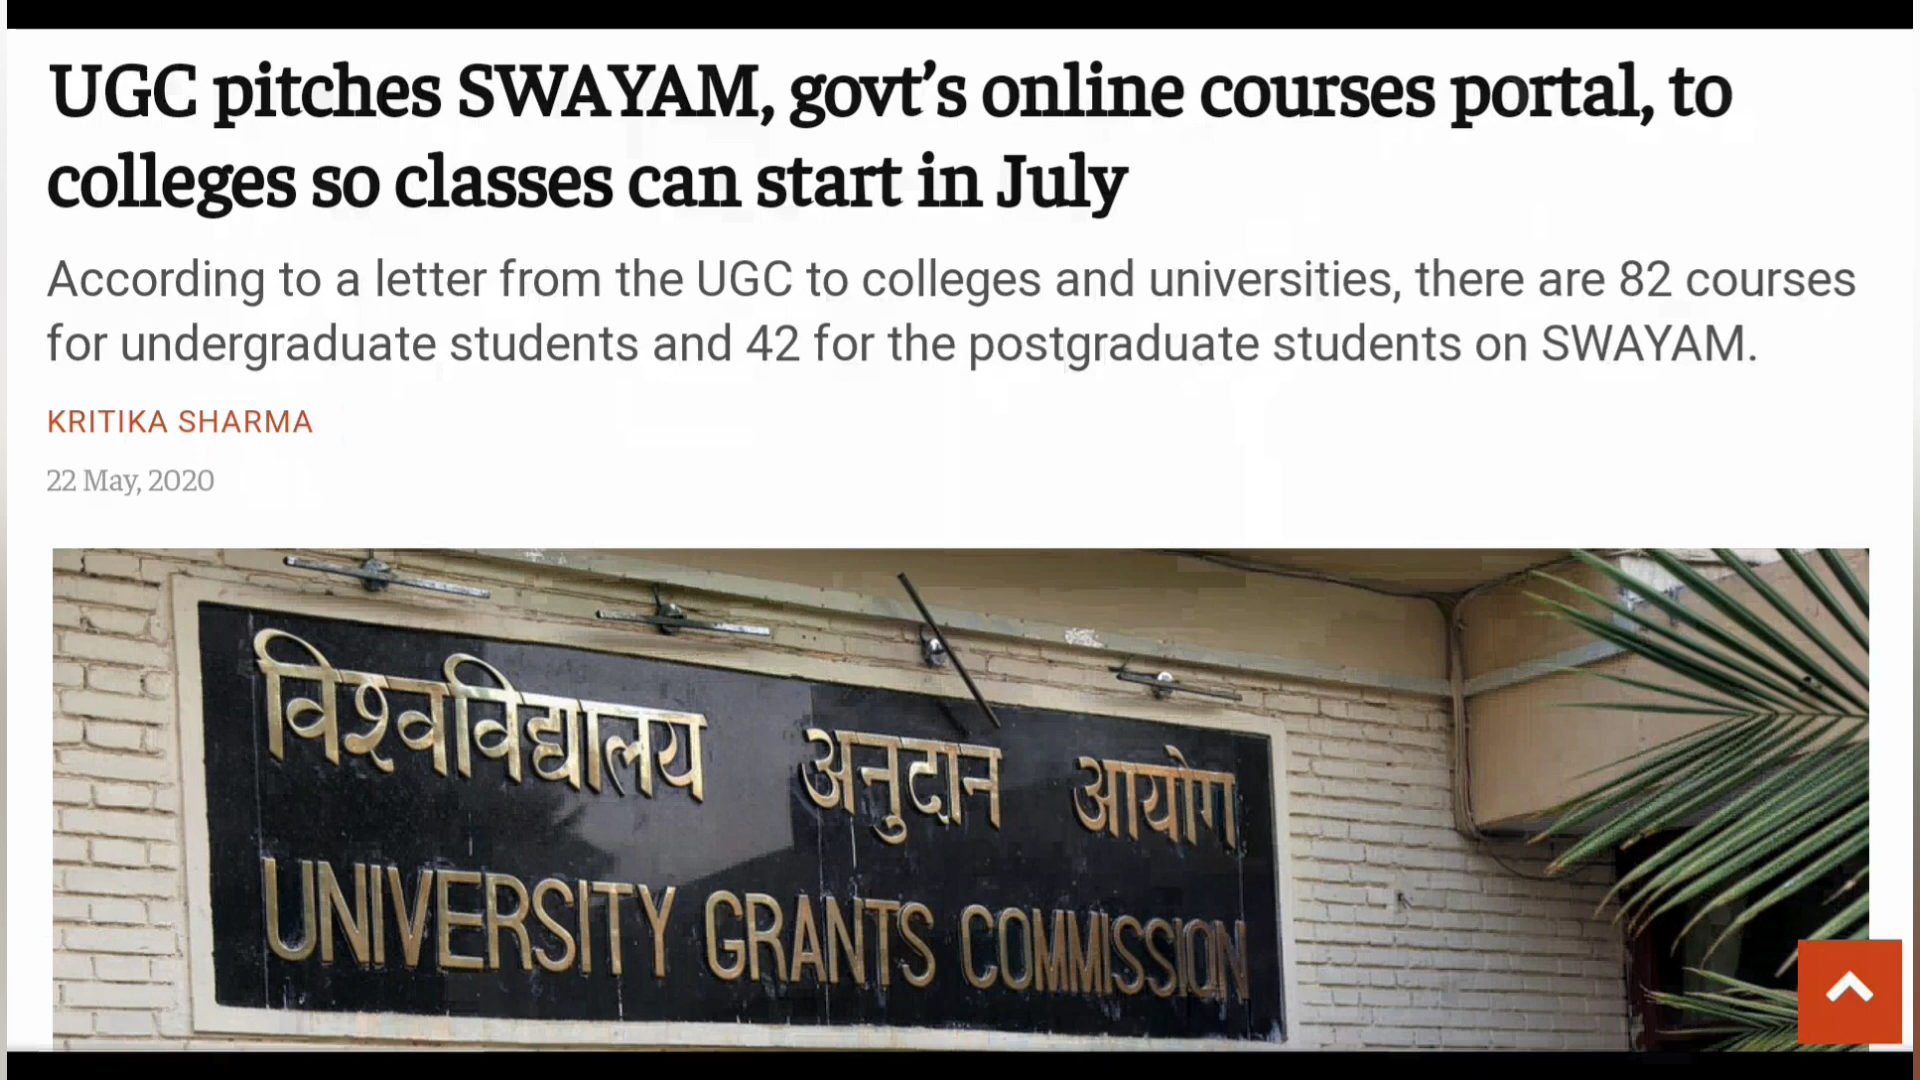 UGC pitches SWAYAM, govt’s online courses portal, to
colleges so classes can start in July
According to a letter from the UGC to colleges and universities, there are 82 courses
for undergraduate students and 42 for the postgraduate students on SWAYAM.
KRITIKA SHARMA
22 May, 2020
विश्वविद्यालय अनुदान आयोग
UNIVERSITY GRANTS COMMISSION